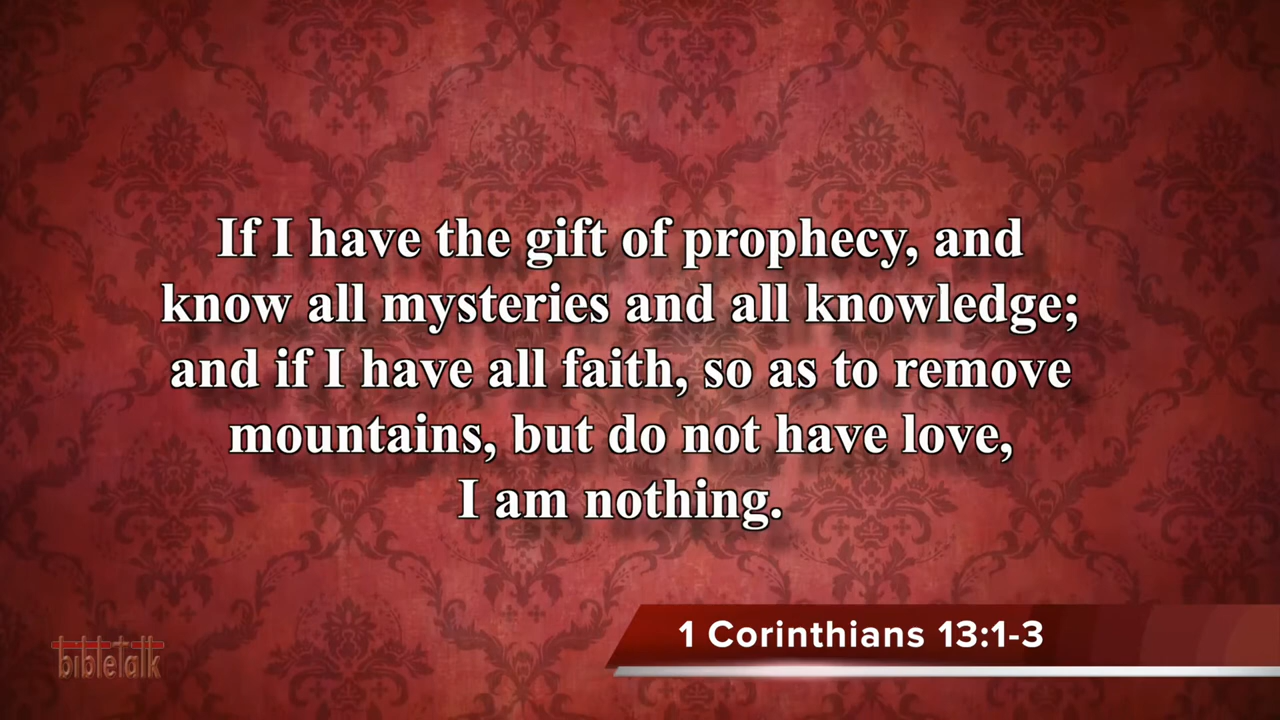 If I have the gift of prophecy, and
know all mysteries and all knowledge;
and if I have all faith, so as to remove
mountains, but do not have love,
I am nothing.
1 Corinthians 13:1-3
bibletalk